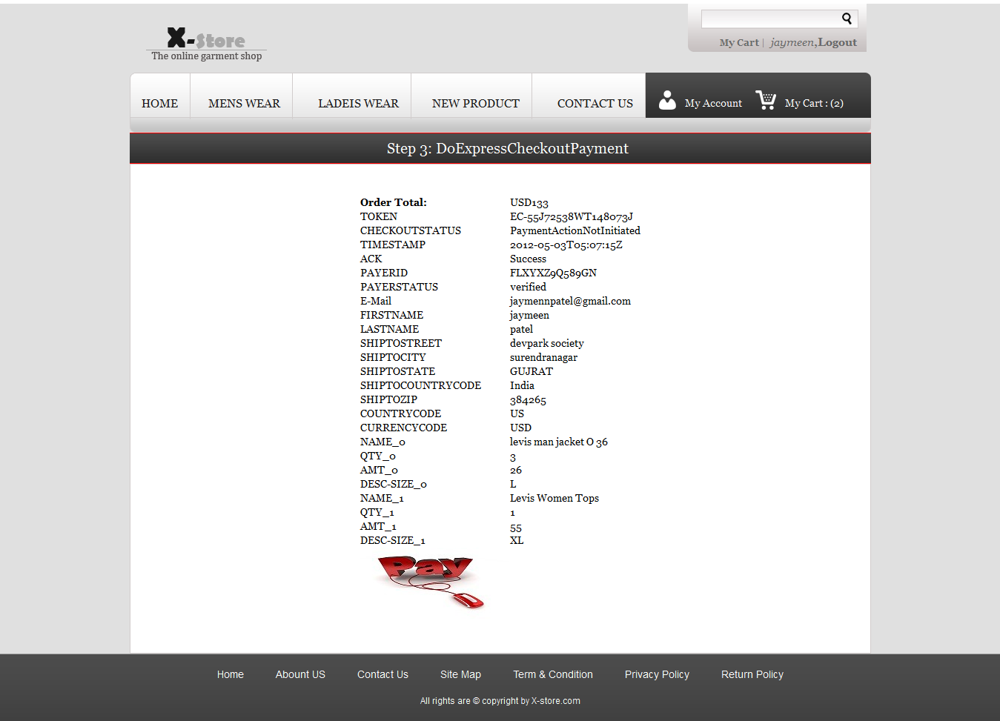 X-Store
The online garment shop
My Cart | jaymeen,Logout
HOME MENS WEAR LADEIS WEAR NEW PRODUCT CONTACT US My Account My Cart : (2)
Step 3: DoExpressCheckoutPayment
Order Total: USD133
TOKEN EC-55J72538WT148073J
CHECKOUTSTATUS PaymentActionNotInitiated
TIMESTAMP 2012-05-03T05:07:15Z
ACK Success
PAYERID FLXYXZ9Q589GN
PAYERSTATUS verified
E-Mail jaymennpatel@gmail.com
FIRSTNAME jaymeen
LASTNAME patel
SHIPTOSTREET devpark society
SHIPTOCITY surendranagar
SHIPTOSTATE GUJRAT
SHIPTOCOUNTRYCODE India
SHIPTOZIP 384265
COUNTRYCODE US
CURRENCYCODE USD
NAME_0 levis man jacket O 36
QTY_0 3
AMT_0 26
DESC-SIZE_0 L
NAME_1 Levis Women Tops
QTY_1 1
AMT_1 55
DESC-SIZE_1 XL
Pay
Home Abount US Contact Us Site Map Term & Condition Privacy Policy Return Policy
All rights are © copyright by X-store.com